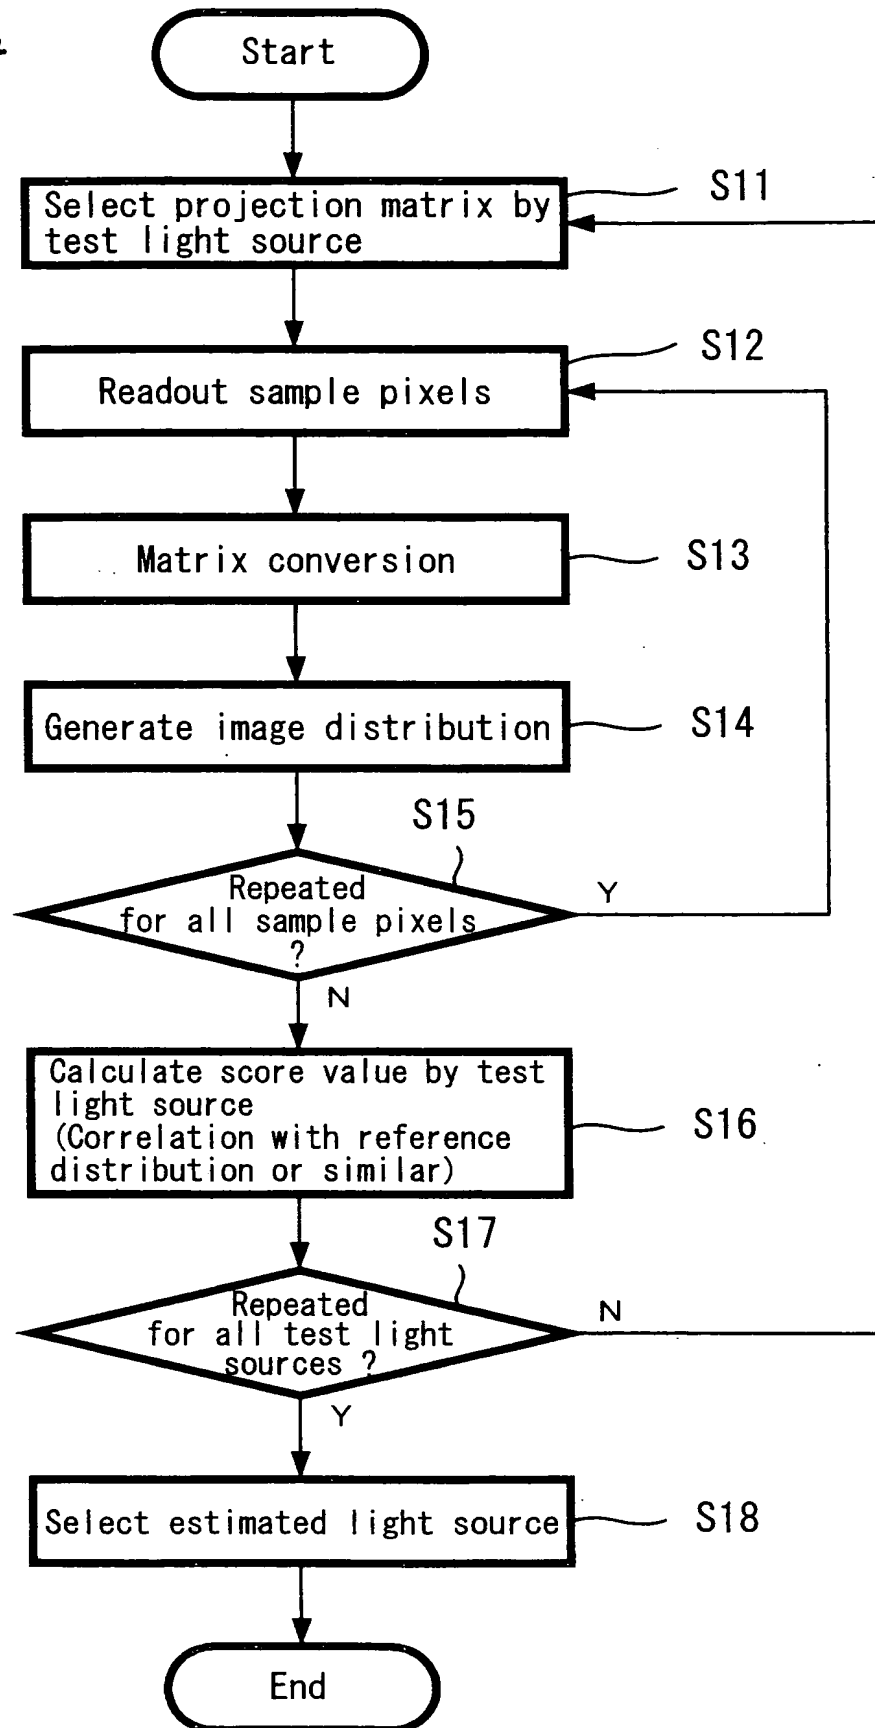 Start
S11
Select projection matrix by
test light source
S12
Readout sample pixels
Matrix conversion
S13
Generate image distribution
S14
S15
Repeated
for all sample pixels
?
Y
N
Calculate score value by test
light source
(Correlation with reference
distribution or similar)
S16
S17
Repeated
for all test light
sources ?
N
Y
Select estimated light source
S18
End